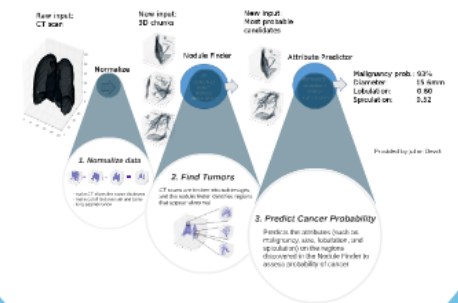 Raw input:
CT scan
New input:
3D chunks
New input:
Most probable
candidates
Normalize
Nodule Finder
Attribute Predictor
Malignancy prob.: 93%
Diameter: 15.6mm
Lobulation: 0.60
Spiculation: 0.52
Provided by Julian Dewit
1. Normalize data
2. Find Tumors
CT scans are broken into subimages,
and the nodule finder identifies regions
that appear abnormal
3. Predict Cancer Probability
Predicts the attributes (such as
malignancy, size, lobulation, and
spiculation) on the regions
discovered in the Nodule Finder to
assess probability of cancer